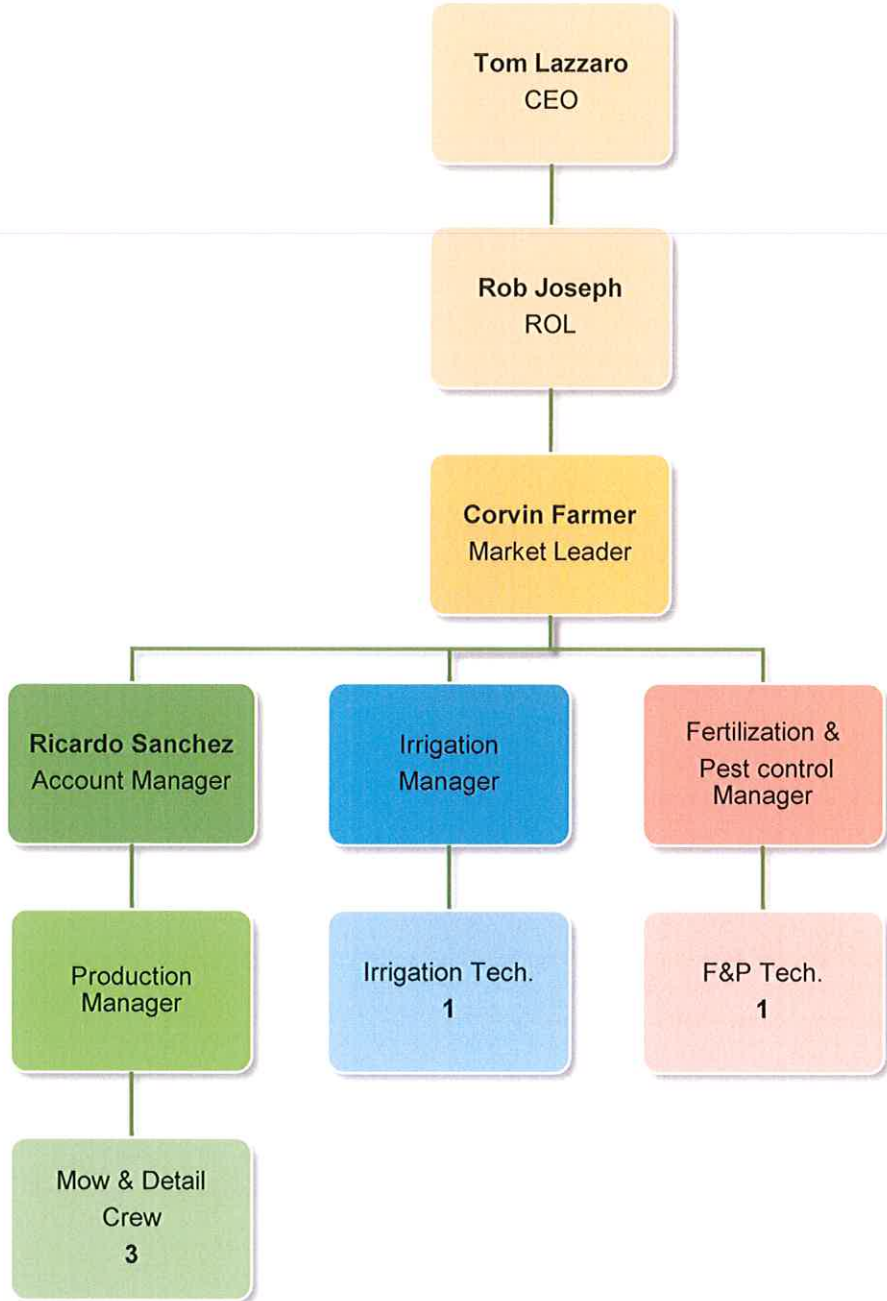 Tom Lazzaro
CEO
Rob Joseph
ROL
Corvin Farmer
Market Leader
Ricardo Sanchez
Account Manager
Irrigation
Manager
Fertilization &
Pest control
Manager
Production
Manager
Irrigation Tech.
1
F&P Tech.
1
Mow & Detail
Crew
3